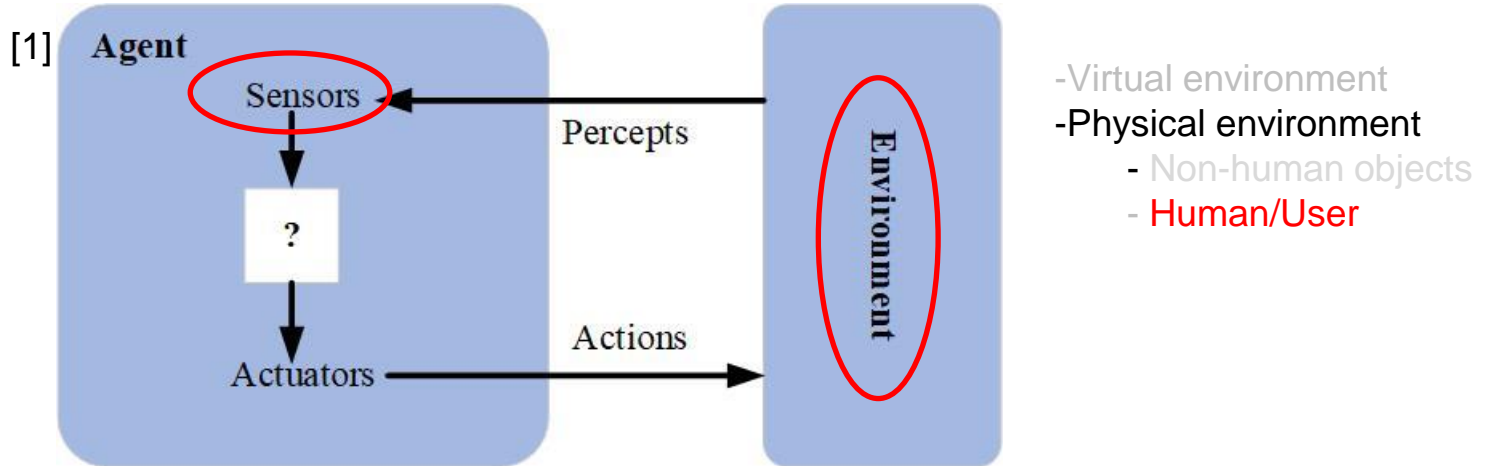 [1]
Agent
Sensors
Percepts
?
Actuators
Actions
Environment
-Virtual environment
-Physical environment
- Non-human objects
- Human/User